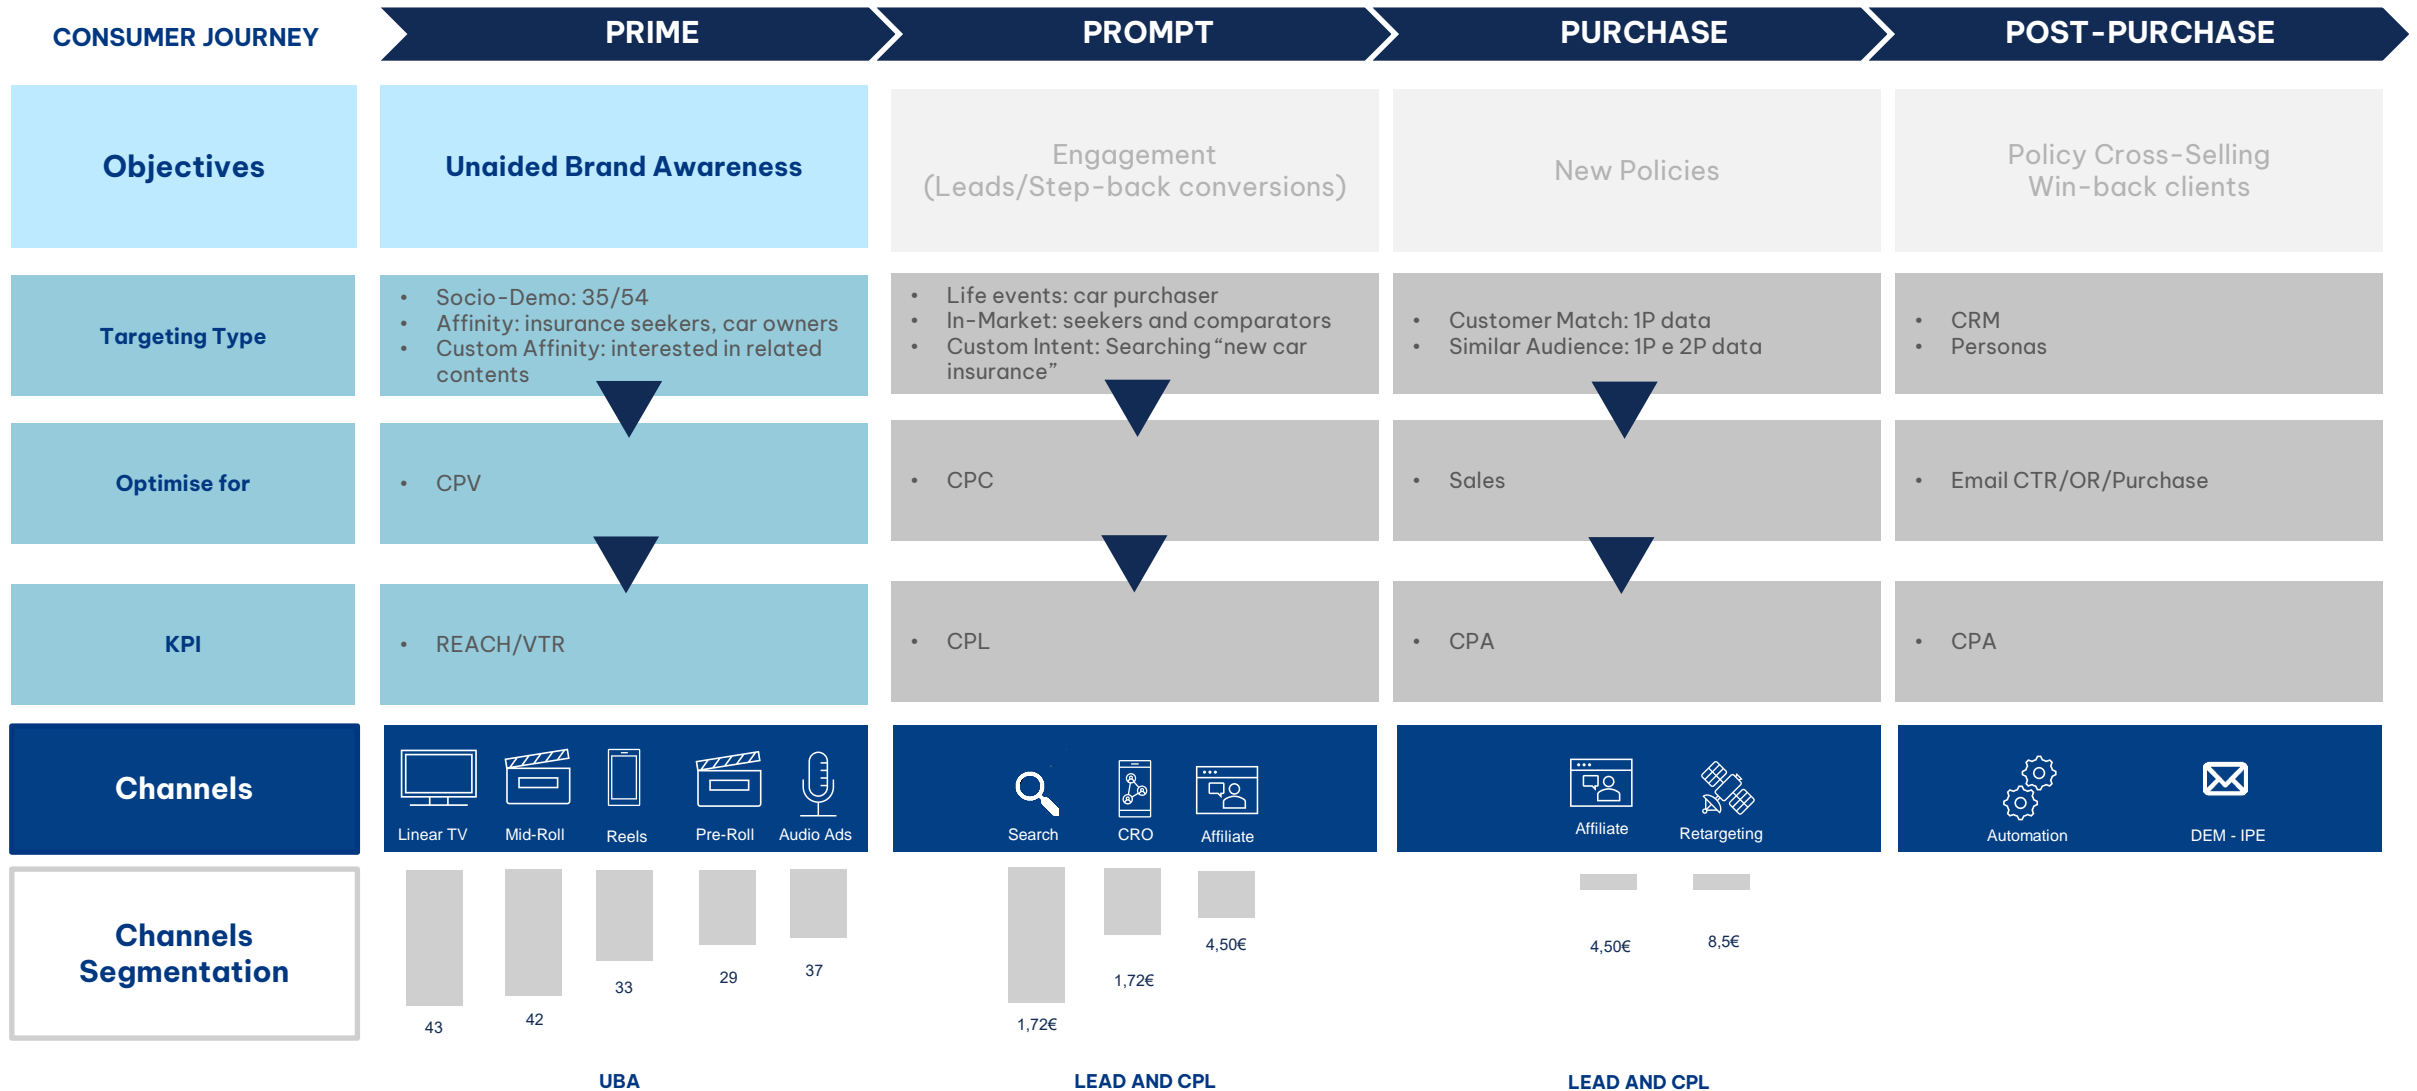 CONSUMER JOURNEY
PRIME
PROMPT
PURCHASE
POST-PURCHASE
Objectives
Unaided Brand Awareness
Engagement
(Leads/Step-back conversions)
New Policies
Policy Cross-Selling
Win-back clients
Targeting Type
• Socio-Demo: 35/54
• Affinity: insurance seekers, car owners
• Custom Affinity: interested in related
contents
• Life events: car purchaser
• In-Market: seekers and comparators
• Custom Intent: Searching “new car
insurance”
• Customer Match: 1P data
• Similar Audience: 1P e 2P data
• CRM
• Personas
Optimise for
• CPV
• CPC
• Sales
• Email CTR/OR/Purchase
KPI
• REACH/VTR
• CPL
• CPA
• CPA
Channels
Linear TV
Mid-Roll
Reels
Pre-Roll
Audio Ads
Search
CRO
Affiliate
Affiliate
Retargeting
Automation
DEM - IPE
Channels
Segmentation
43
42
33
29
37
1,72€
1,72€
4,50€
4,50€
8,5€
UBA
LEAD AND CPL
LEAD AND CPL